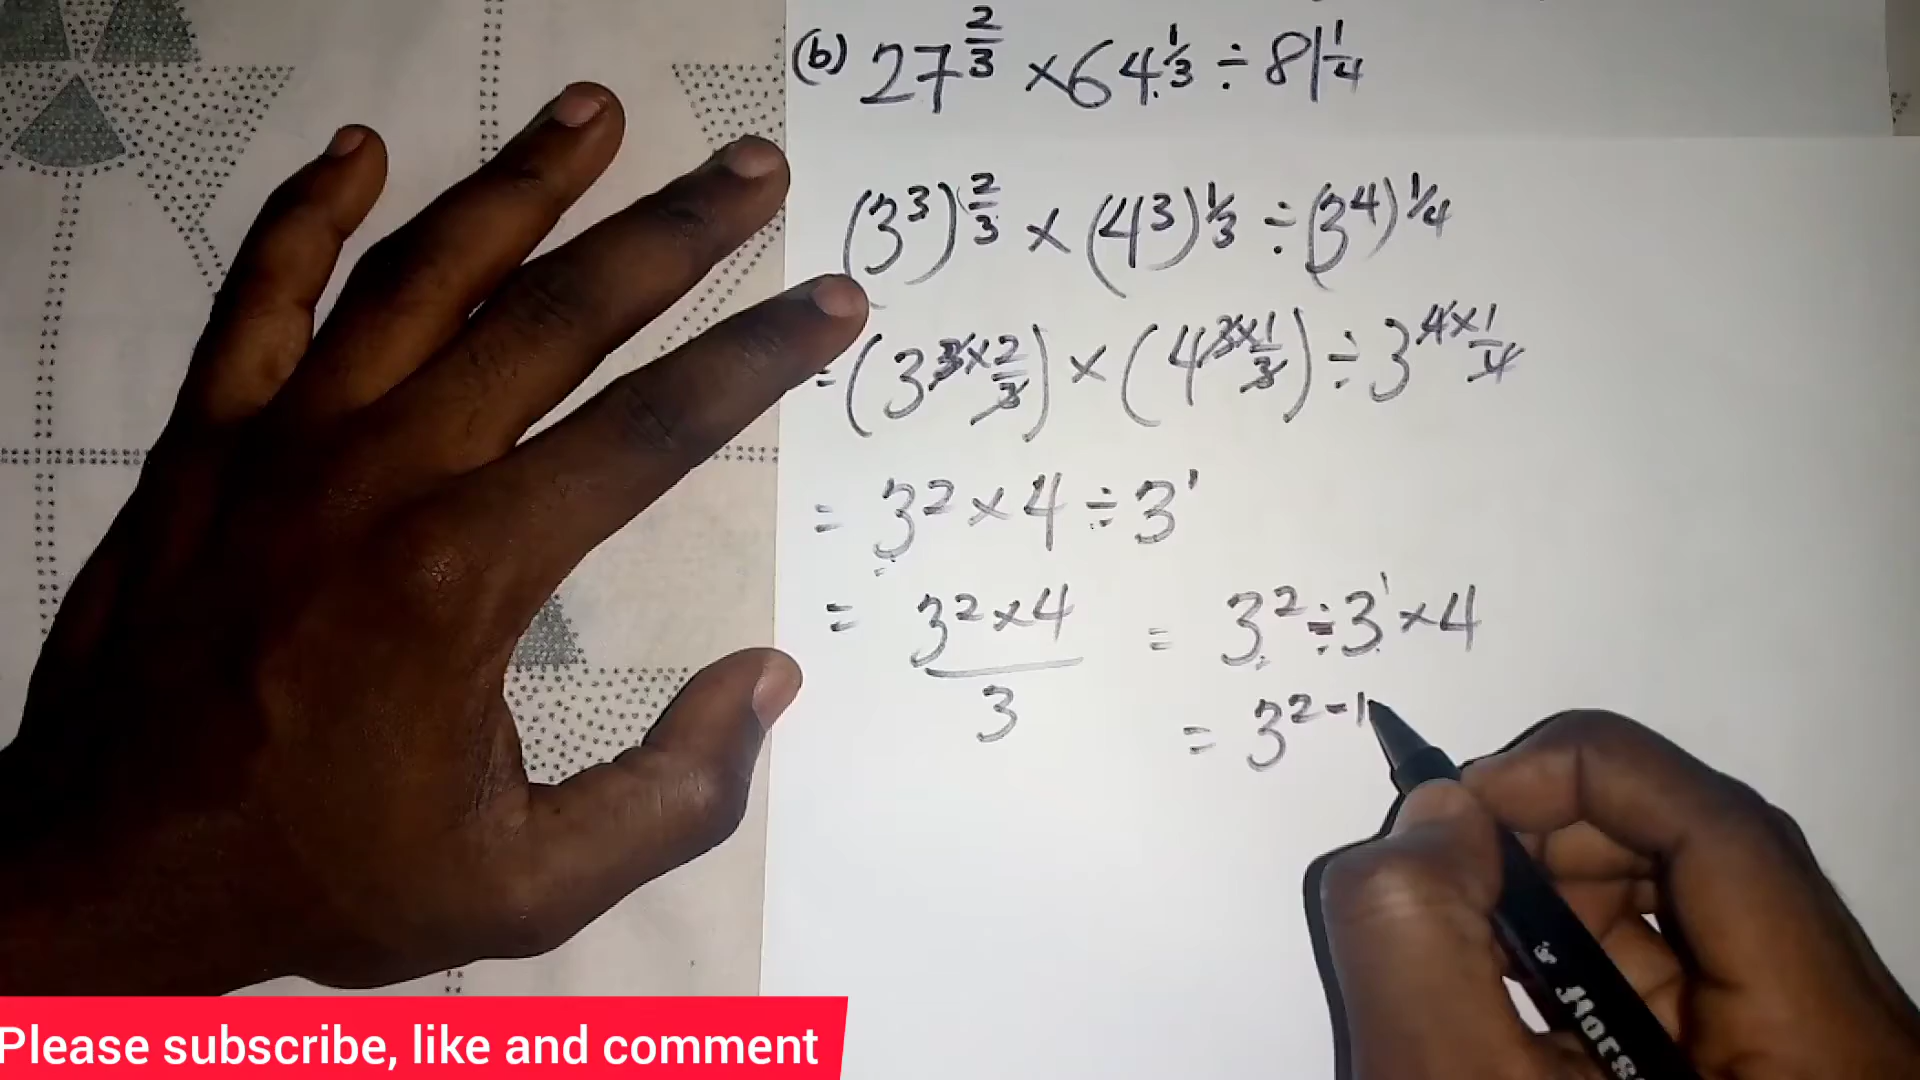 (b) 27^(2/3) × 64^(1/3) ÷ 81^(1/4)
(3³)^(2/3) × (4³)^(1/3) ÷ (3⁴)^(1/4)
= (3^(3×2/3)) × (4^(3×1/3)) ÷ 3^(4×1/4)
= 3² × 4 ÷ 3¹
= (3² × 4)/3 = 3² ÷ 3¹ × 4
= 3^(2-1)
Please subscribe, like and comment